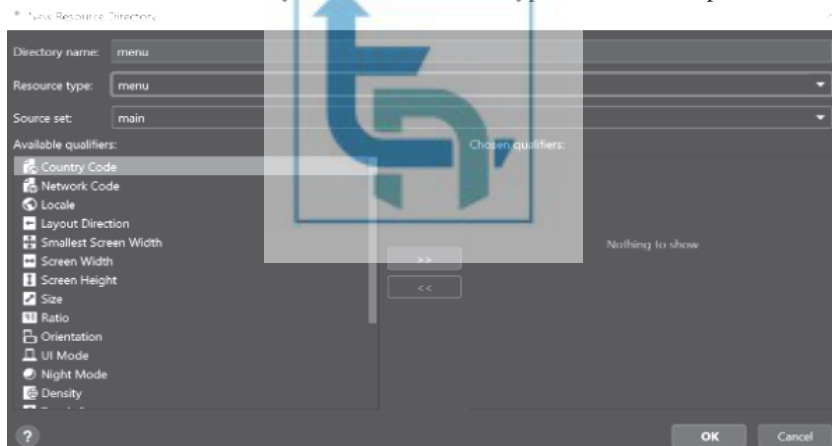 New Resource Directory
Directory name: menu
Resource type: menu
Source set: main
Available qualifiers:
Chosen qualifiers:
Country Code
Network Code
Locale
Layout Direction
Smallest Screen Width
Screen Width
Screen Height
Size
Ratio
Orientation
UI Mode
Night Mode
Density
Nothing to show
>>
<<
?
OK
Cancel